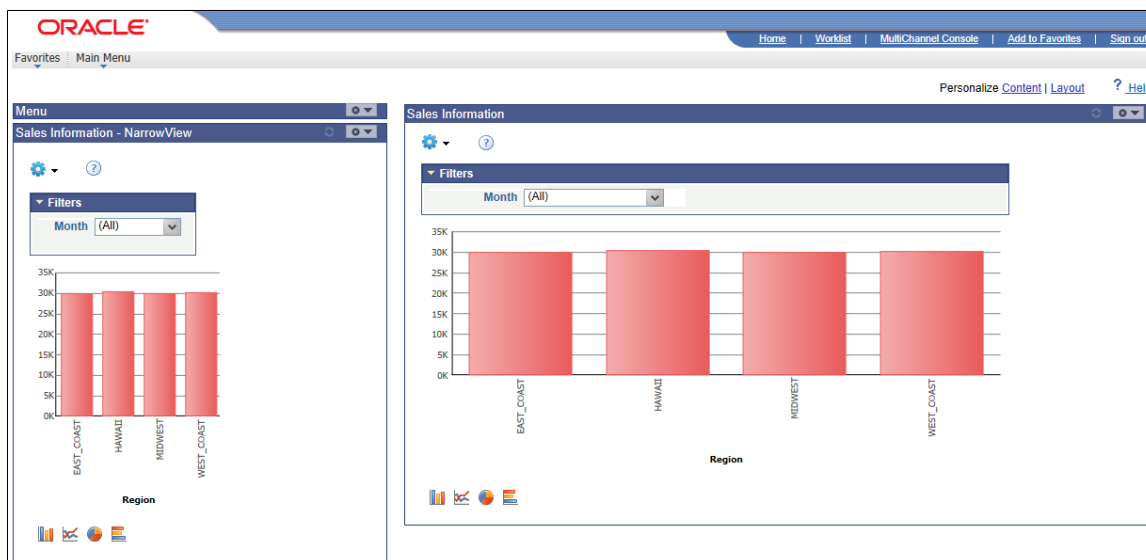 ORACLE®
Home | Worklist | MultiChannel Console | Add to Favorites | Sign out
Favorites Main Menu
Personalize Content | Layout ? Hel
Menu
Sales Information - NarrowView
?
Filters
Month (All)
35K
30K
25K
20K
15K
10K
5K
0K
EAST_COAST
HAWAII
MIDWEST
WEST_COAST
Region
Sales Information
?
Filters
Month (All)
35K
30K
25K
20K
15K
10K
5K
0K
EAST_COAST
HAWAII
MIDWEST
WEST_COAST
Region